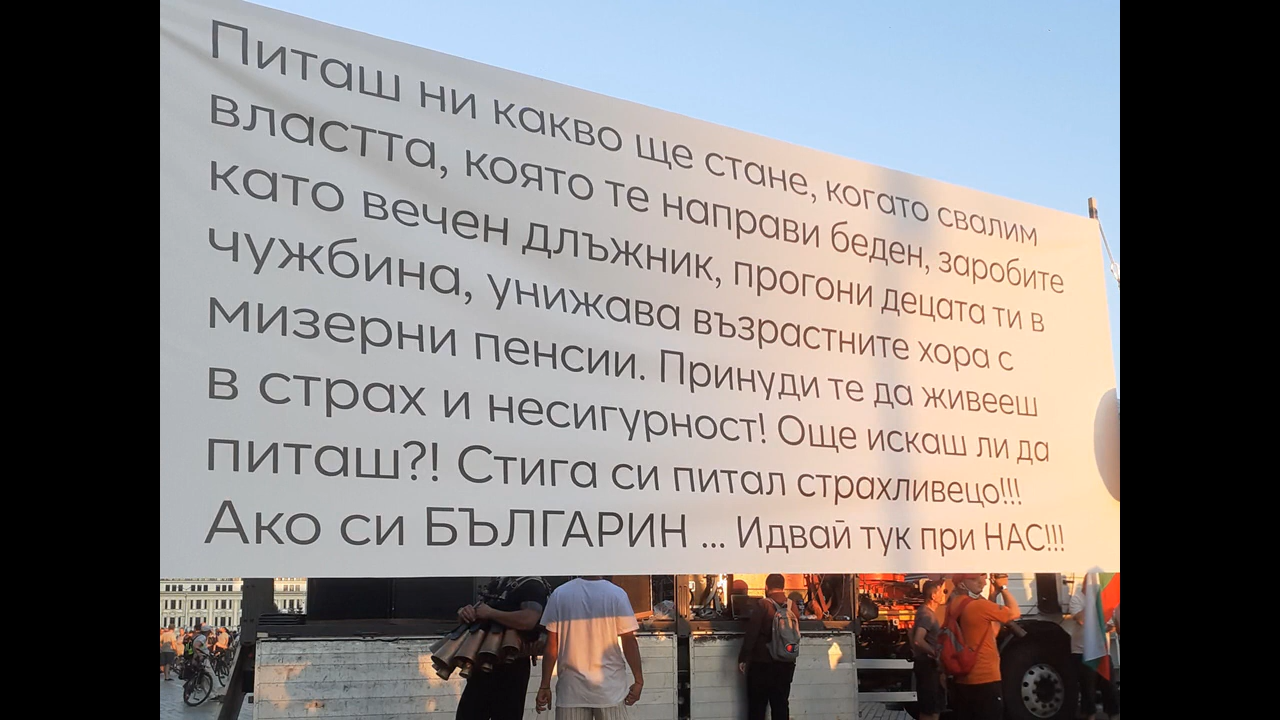 Питаш ни какво ще стане, когато свалим
властта, която те направи беден, заробите
като вечен длъжник, прогони децата ти в
чужбина, унижава възрастните хора с
мизерни пенсии. Принуди те да живееш
в страх и несигурност! Още искаш ли да
питаш?! Стига си питал страхливецо!!!
Ако си БЪЛГАРИН ... Идвай тук при НАС!!!